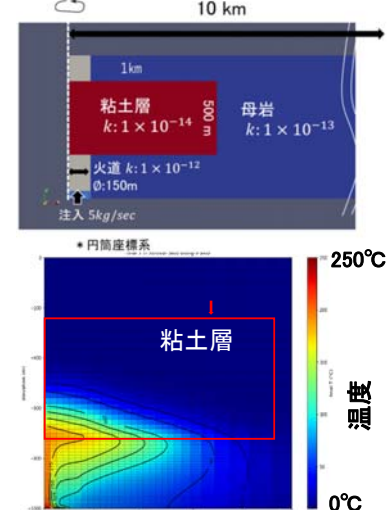 10 km
1km
粘土層
k: 1 × 10⁻¹⁴
500 m
母岩
k: 1 × 10⁻¹³
火道 k: 1 × 10⁻¹²
Ø:150m
注入 5kg/sec
* 円筒座標系
250℃
粘土層
温度
0℃